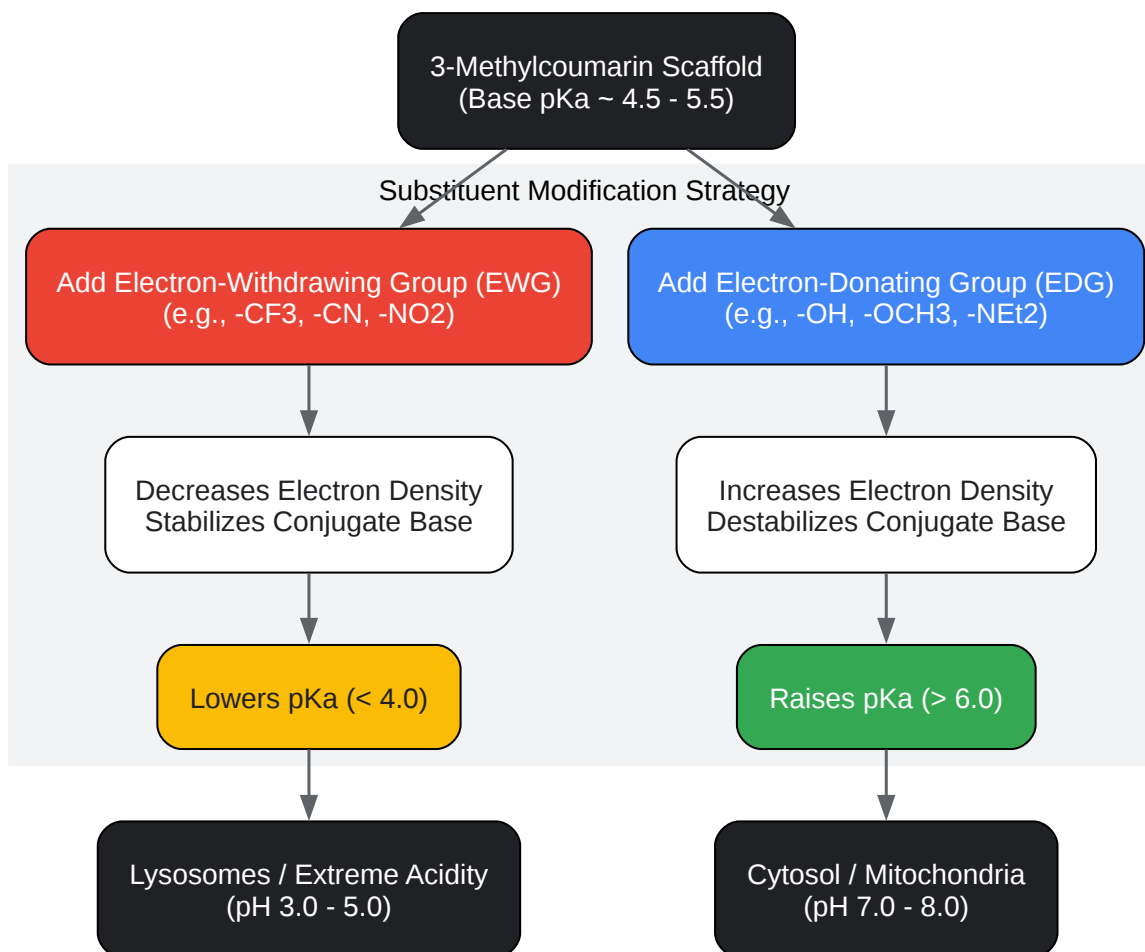 3-Methylcoumarin Scaffold
(Base pKa ~ 4.5 - 5.5)
Substituent Modification Strategy
Add Electron-Withdrawing Group (EWG)
(e.g., -CF3, -CN, -NO2)
Add Electron-Donating Group (EDG)
(e.g., -OH, -OCH3, -NEt2)
Decreases Electron Density
Stabilizes Conjugate Base
Increases Electron Density
Destabilizes Conjugate Base
Lowers pKa (< 4.0)
Raises pKa (> 6.0)
Lysosomes / Extreme Acidity
(pH 3.0 - 5.0)
Cytosol / Mitochondria
(pH 7.0 - 8.0)